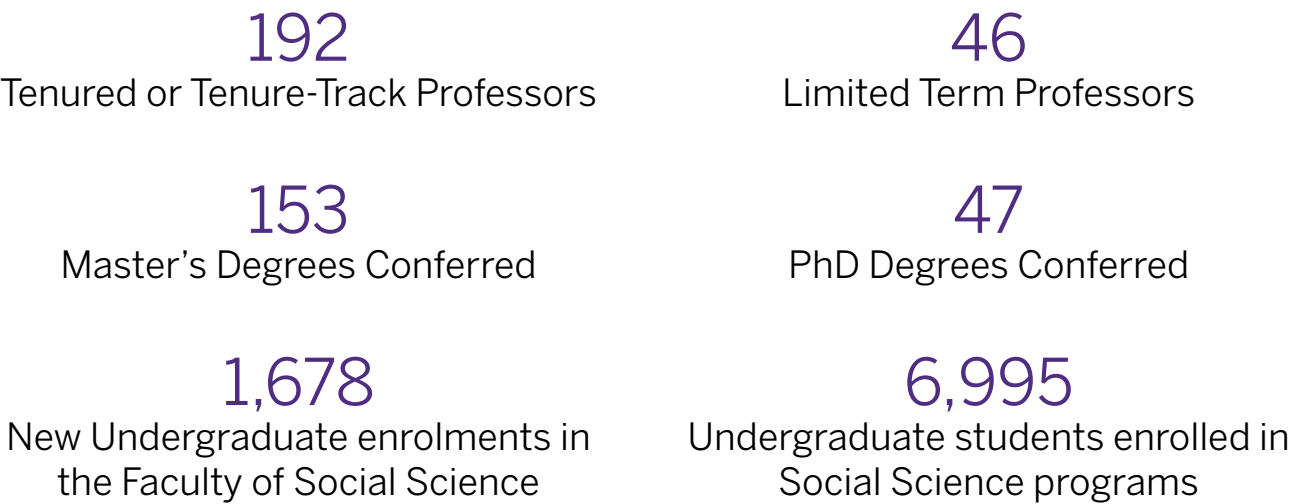 192
Tenured or Tenure-Track Professors
46
Limited Term Professors
153
Master’s Degrees Conferred
47
PhD Degrees Conferred
1,678
New Undergraduate enrolments in
the Faculty of Social Science
6,995
Undergraduate students enrolled in
Social Science programs